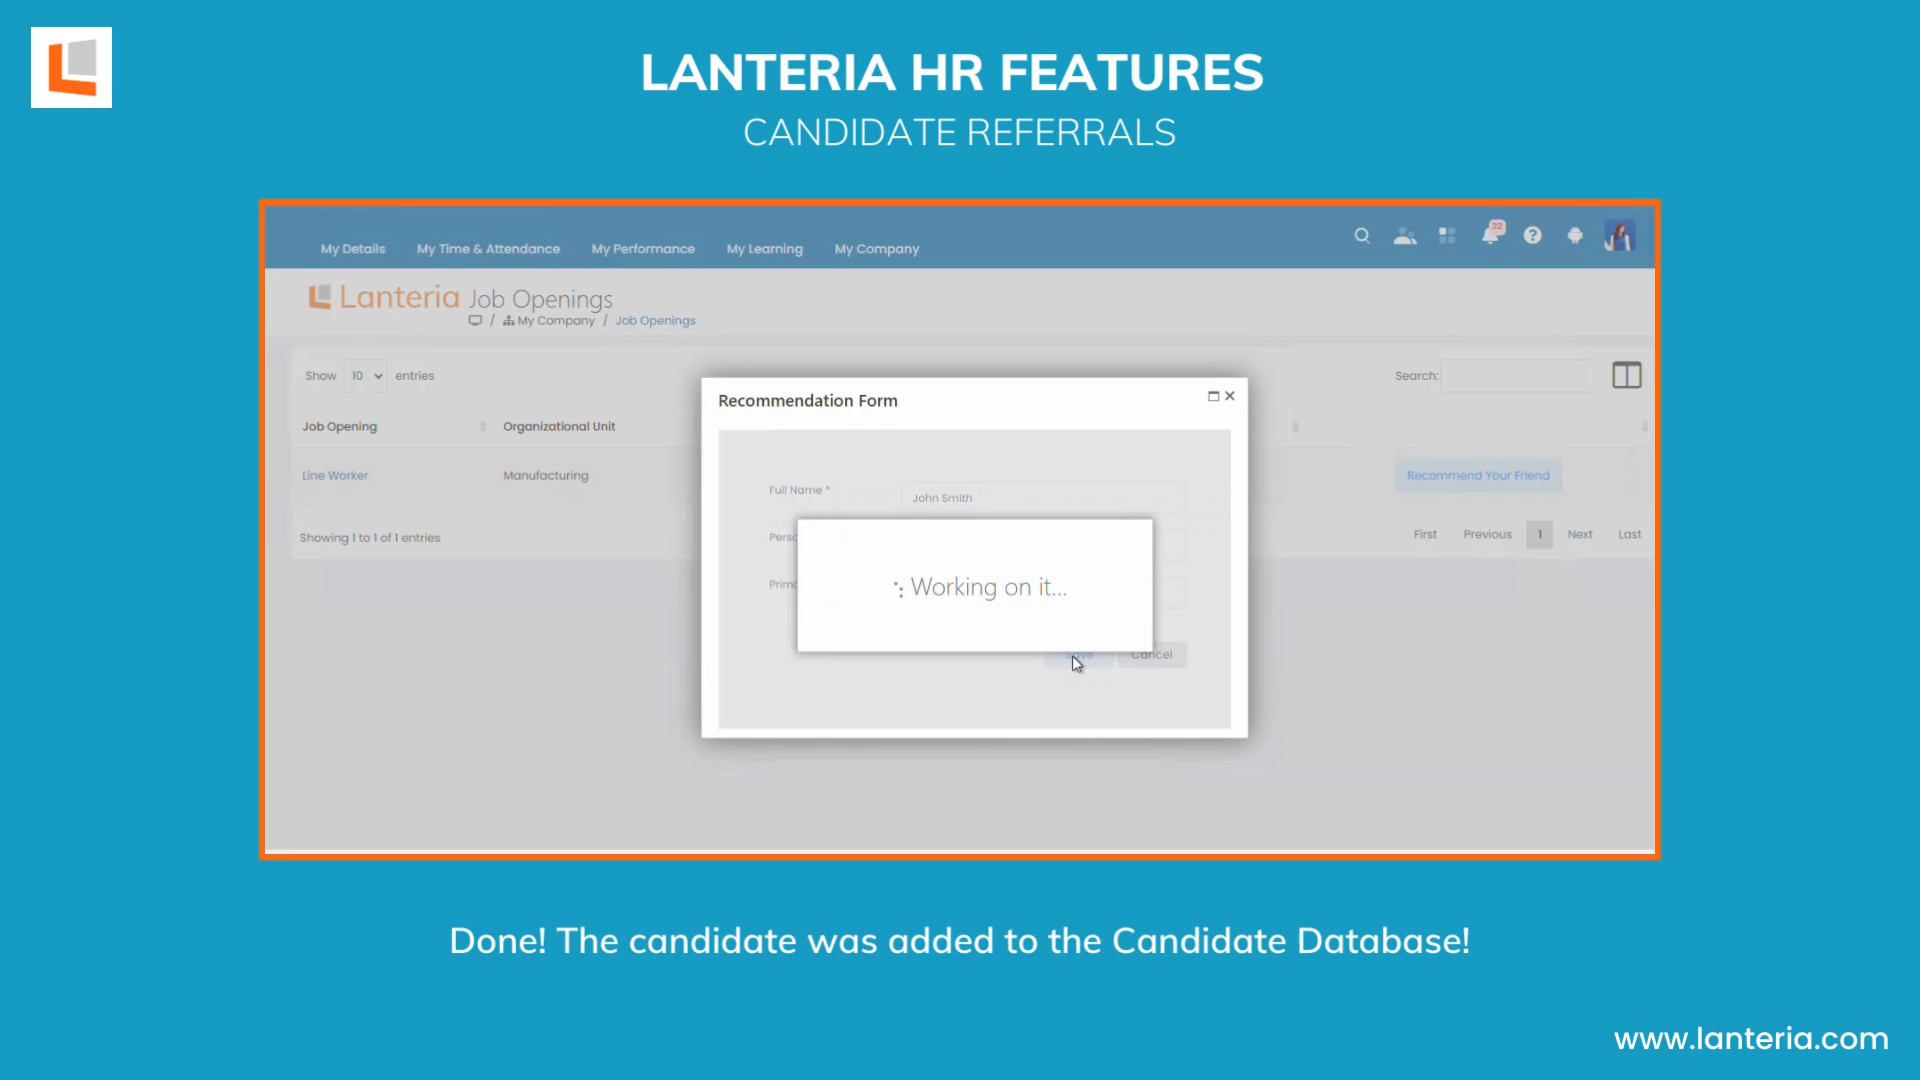 LANTERIA HR FEATURES
CANDIDATE REFERRALS
My Details My Time & Attendance My Performance My Learning My Company
32
Lanteria Job Openings
/ My Company / Job Openings
Show 10 entries
Search:
Recommendation Form
Job Opening Organizational Unit
Line Worker Manufacturing
Recommend Your Friend
Full Name *
John Smith
Showing 1 to 1 of 1 entries
First Previous 1 Next Last
Working on it...
Save Cancel
Done! The candidate was added to the Candidate Database!
www.lanteria.com